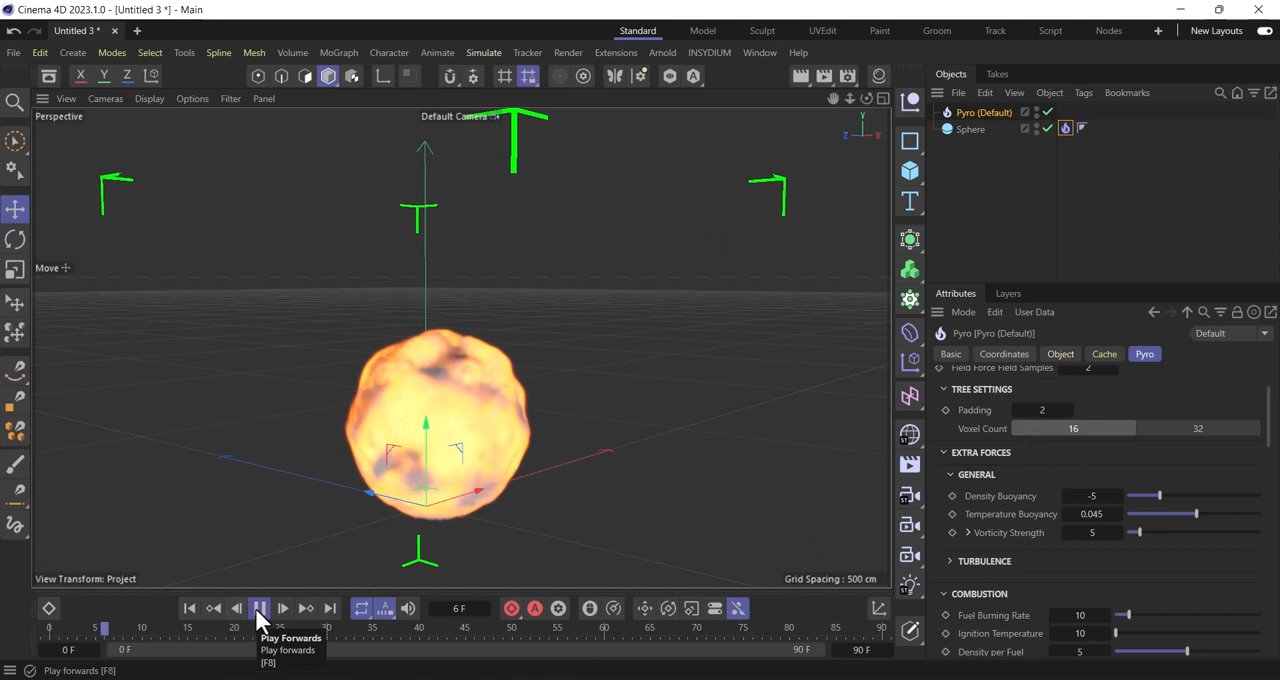 Cinema 4D 2023.1.0 - [Untitled 3 *] - Main
Untitled 3 * Standard Model Sculpt UVEdit Paint Groom Track Script Nodes New Layouts
File Edit Create Modes Select Tools Spline Mesh Volume MoGraph Character Animate Simulate Tracker Render Extensions Arnold INSYDIUM Window Help
X Y Z
Objects Takes
View Cameras Display Options Filter Panel
File Edit View Object Tags Bookmarks
Perspective
Default Camera
Y
Z X
Pyro (Default)
Sphere
Move
Attributes Layers
Mode Edit User Data
Pyro [Pyro (Default)] Default
Basic Coordinates Object Cache Pyro
Field Force Field Samples 2
TREE SETTINGS
Padding 2
Voxel Count 16 32
EXTRA FORCES
GENERAL
Density Buoyancy -5
Temperature Buoyancy 0.045
Vorticity Strength 5
TURBULENCE
COMBUSTION
Fuel Burning Rate 10
Ignition Temperature 10
Density per Fuel 5
View Transform: Project
Grid Spacing : 500 cm
6 F
0 5 10 15 20 30 35 40 45 50 55 60 65 70 75 80 85 90
0 F 0 F 90 F 90 F
Play Forwards
Play forwards
[F8]
Play forwards [F8]